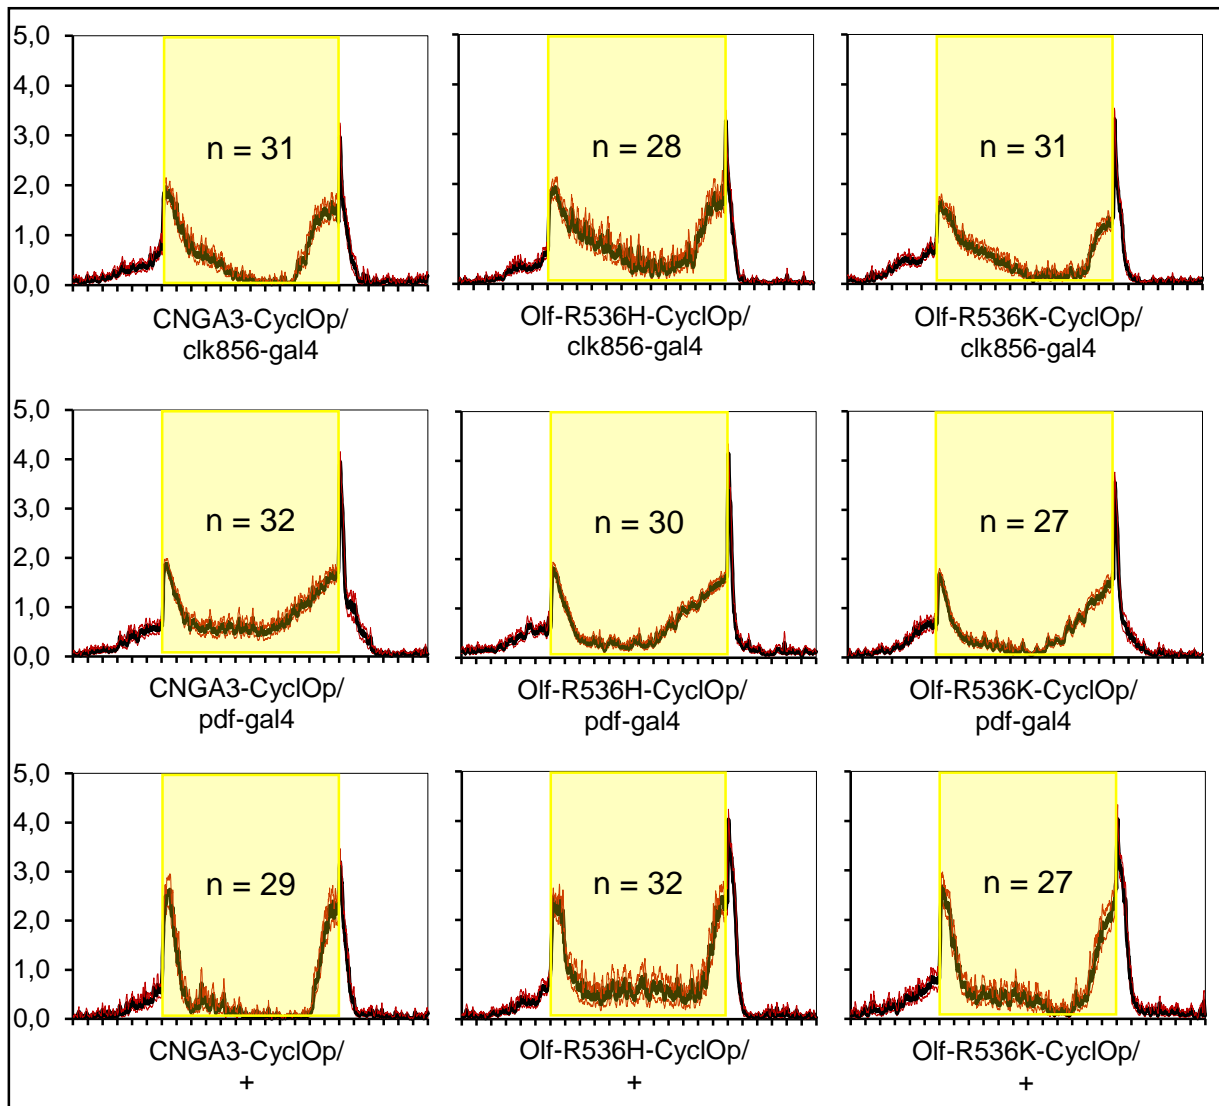 5,0
4,0
3,0
2,0
1,0
0,0
n = 31
n = 28
n = 31
CNGA3-CyclOp/
clk856-gal4
Olf-R536H-CyclOp/
clk856-gal4
Olf-R536K-CyclOp/
clk856-gal4
5,0
4,0
3,0
2,0
1,0
0,0
n = 32
n = 30
n = 27
CNGA3-CyclOp/
pdf-gal4
Olf-R536H-CyclOp/
pdf-gal4
Olf-R536K-CyclOp/
pdf-gal4
5,0
4,0
3,0
2,0
1,0
0,0
n = 29
n = 32
n = 27
CNGA3-CyclOp/
+
Olf-R536H-CyclOp/
+
Olf-R536K-CyclOp/
+